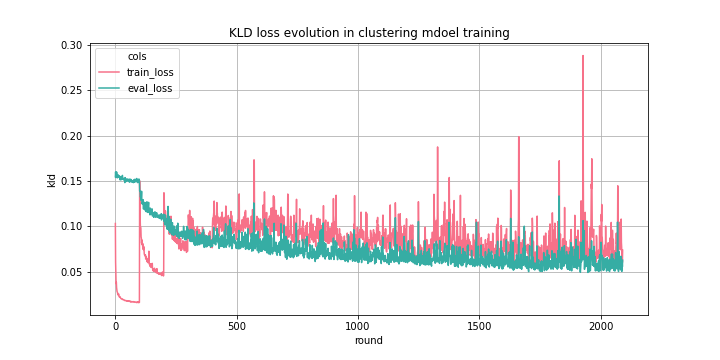 KLD loss evolution in clustering mdoel training
0.30
0.25
0.20
0.15
0.10
0.05
kld
cols
train_loss
eval_loss
0
500
1000
1500
2000
round